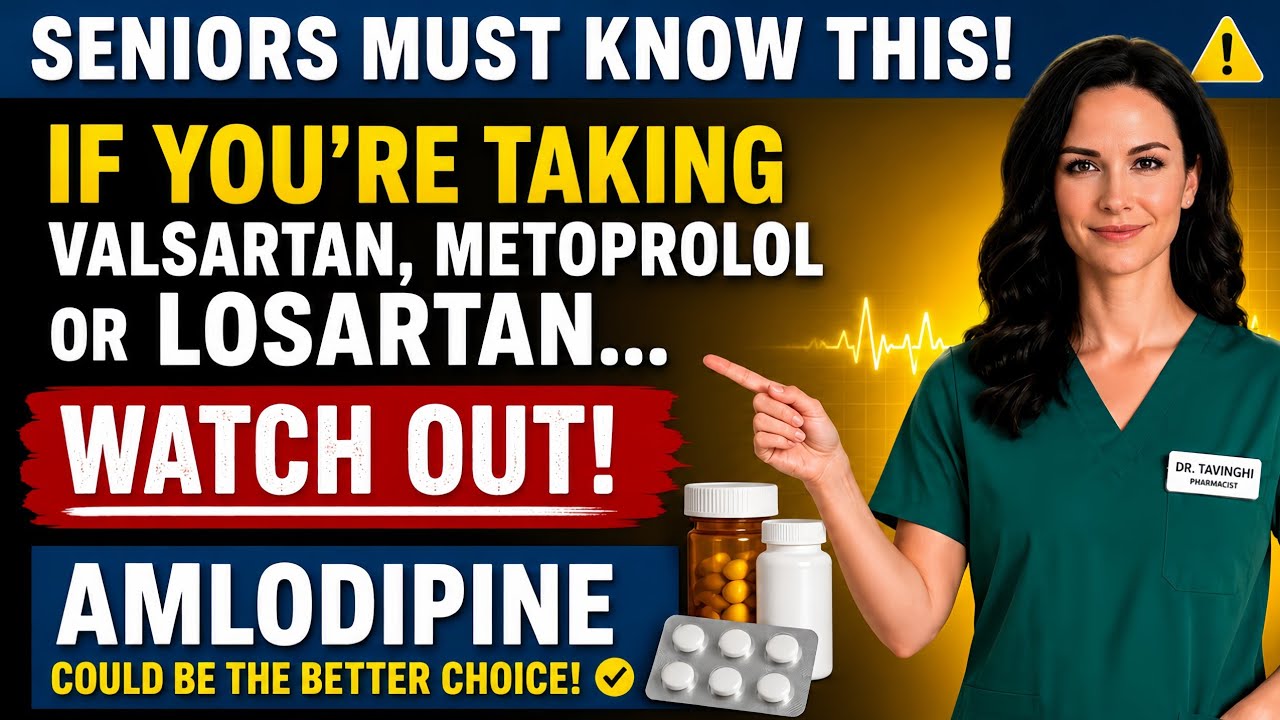 SENIORS MUST KNOW THIS!
IF YOU'RE TAKING
VALSARTAN, METOPROLOL
OR LOSARTAN...
WATCH OUT!
AMLODIPINE
COULD BE THE BETTER CHOICE!
DR. TAVINGHI
PHARMACIST